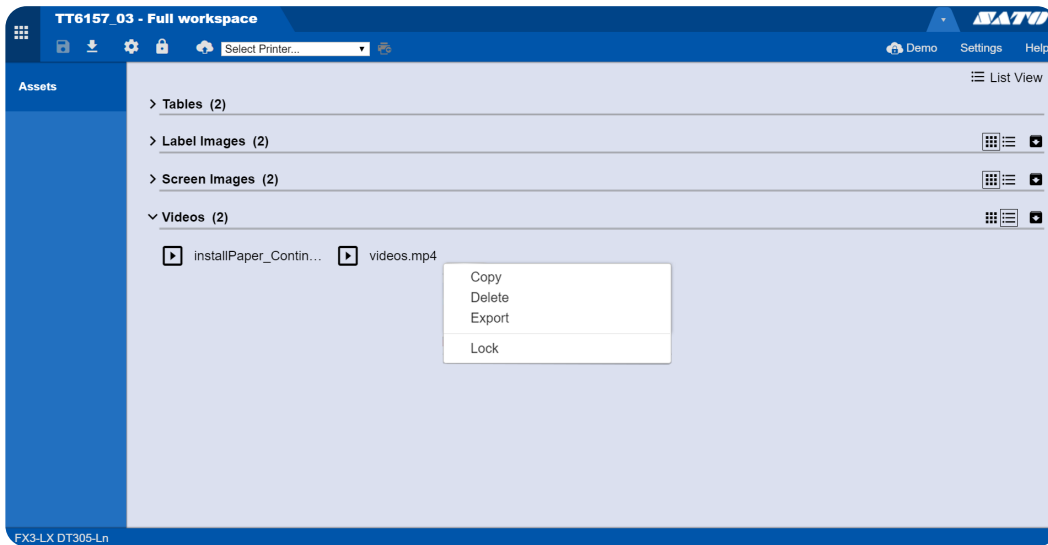 TT6157_03 - Full workspace
SATO
Select Printer...
Demo Settings Help
Assets
List View
Tables (2)
Label Images (2)
Screen Images (2)
Videos (2)
installPaper_Contin... videos.mp4
Copy
Delete
Export
Lock
FX3-LX DT305-Ln